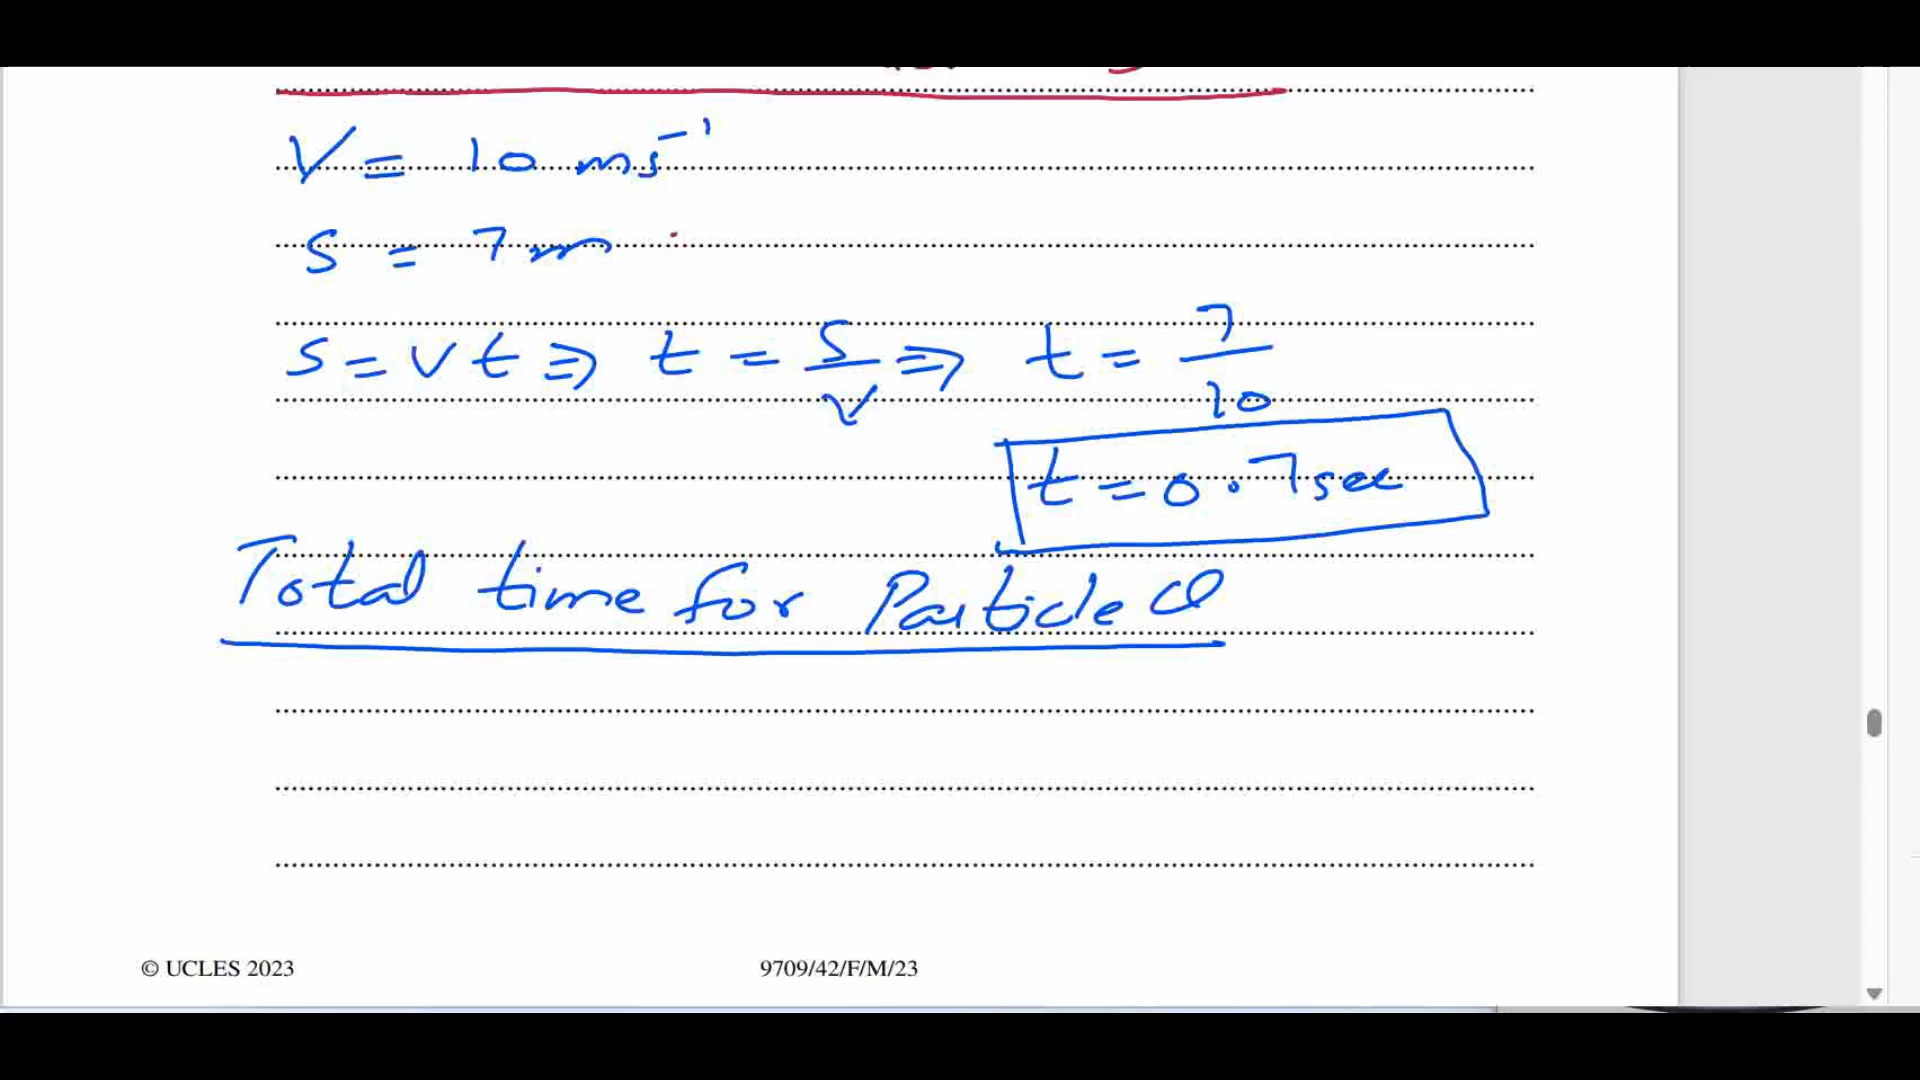 V = 10 ms⁻¹
S = 7 m
S = Vt ⇒ t = S/V ⇒ t = 7/10
t = 0.7 sec
Total time for Particle Q
© UCLES 2023 9709/42/F/M/23